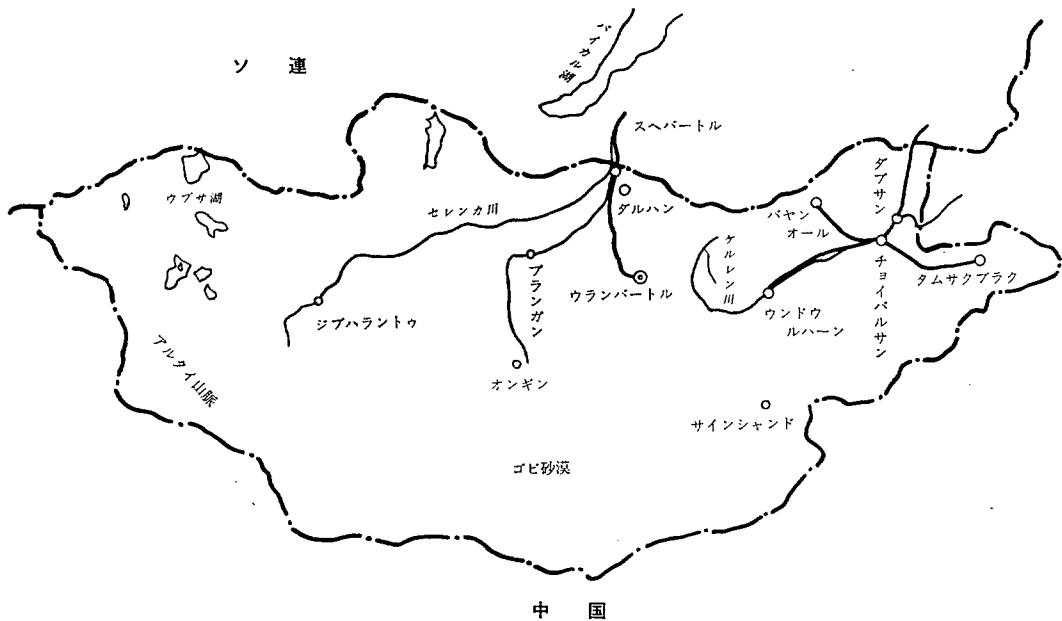 ソ連
バイカル湖
スヘバートル
ウブサ湖
セレンカ川
ダルハン
バヤン
オール
ダブサン
ケルレン川
ブランガン
ウランバートル
ウンドウ
ルハーン
チョイバルサン
タムサクブラク
ジブハラントゥ
アルタイ山脈
オンギン
サインシャンド
ゴビ砂漠
中国